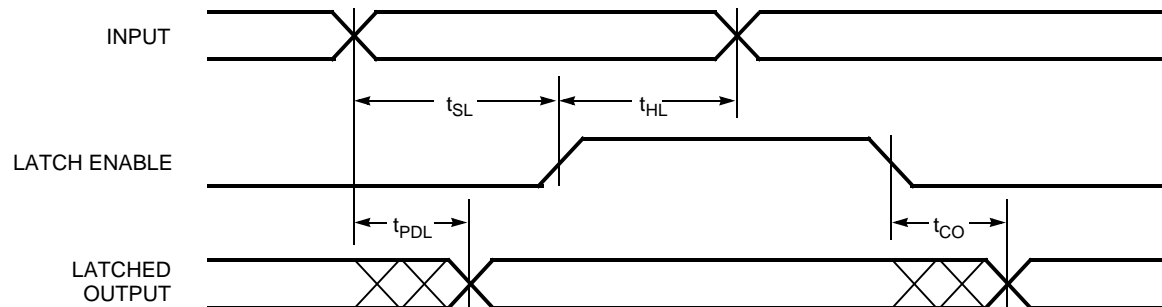 INPUT
t_SL
t_HL
LATCH ENABLE
t_PDL
t_CO
LATCHED
OUTPUT